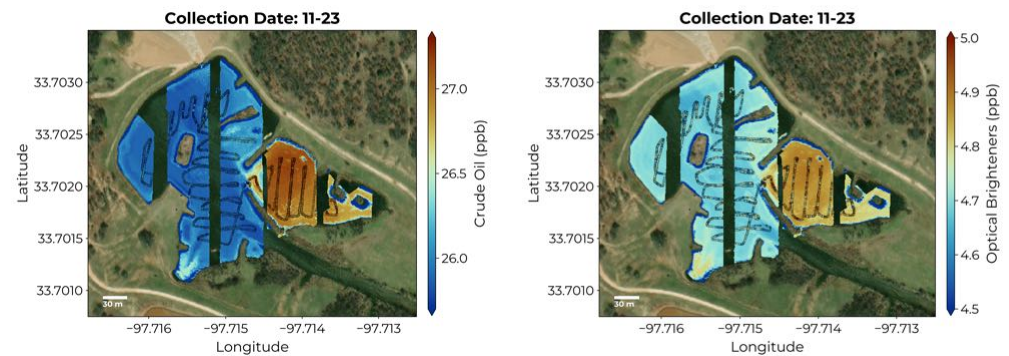 Collection Date: 11-23
33.7030
33.7025
33.7020
33.7015
33.7010
Latitude
30 m
−97.716 −97.715 −97.714 −97.713
Longitude
27.0
26.5
26.0
Crude Oil (ppb)
Collection Date: 11-23
33.7030
33.7025
33.7020
33.7015
33.7010
Latitude
30 m
−97.716 −97.715 −97.714 −97.713
Longitude
5.0
4.9
4.8
4.7
4.6
4.5
Optical Brighteners (ppb)